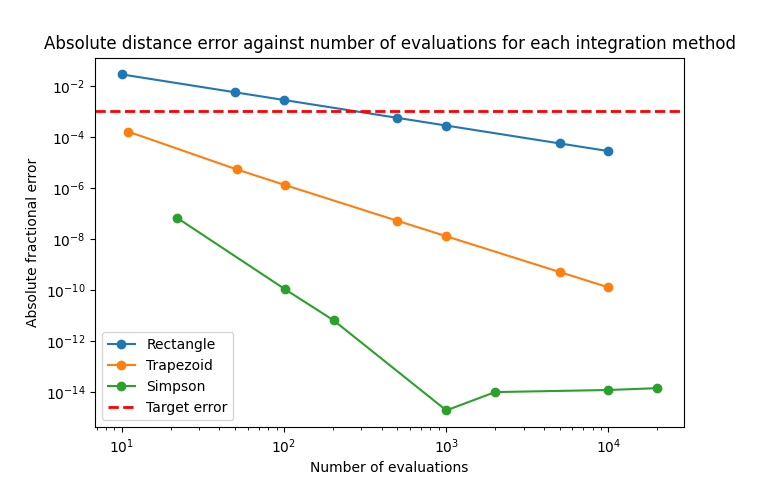 Absolute distance error against number of evaluations for each integration method
Absolute fractional error
10⁻²
10⁻⁴
10⁻⁶
10⁻⁸
10⁻¹⁰
10⁻¹²
10⁻¹⁴
Rectangle
Trapezoid
Simpson
Target error
10¹
10²
10³
10⁴
Number of evaluations